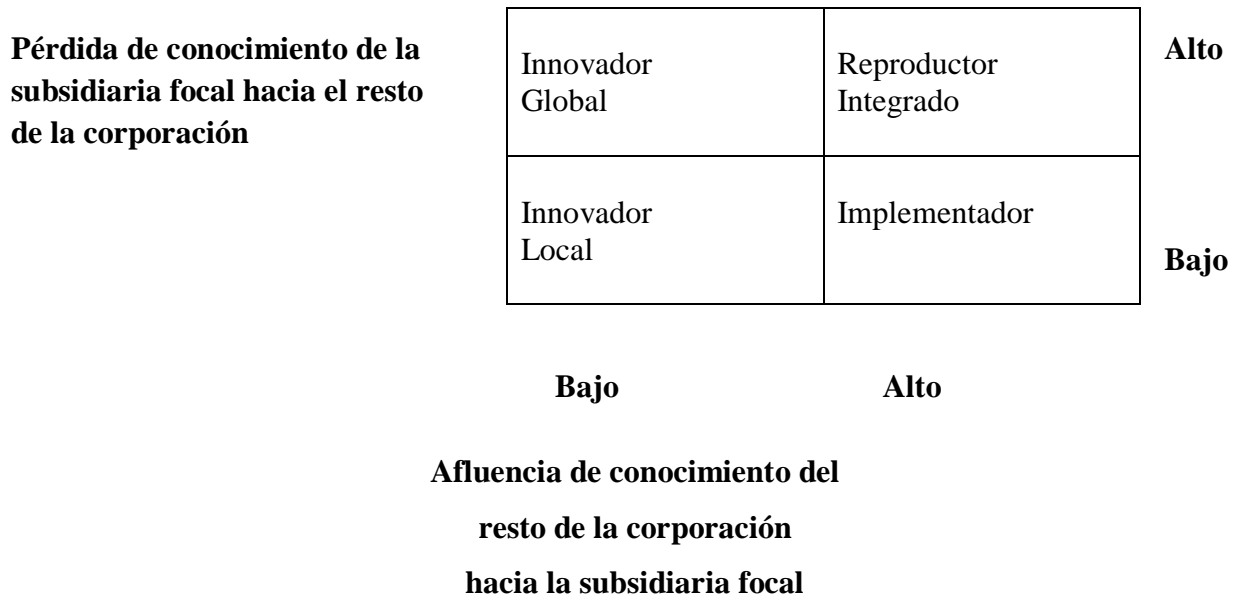 Pérdida de conocimiento de la
subsidiaria focal hacia el resto
de la corporación
Innovador
Global
Reproductor
Integrado
Alto
Innovador
Local
Implementador
Bajo
Bajo
Alto
Afluencia de conocimiento del
resto de la corporación
hacia la subsidiaria focal